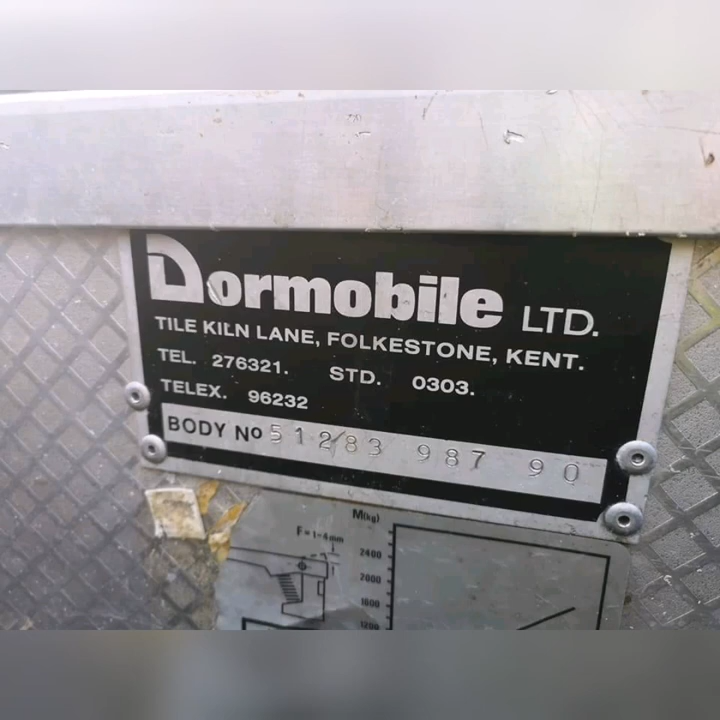 Dormobile LTD.
TILE KILN LANE, FOLKESTONE, KENT.
TEL. 276321. STD. 0303.
TELEX. 96232
BODY Nº 51283 987 90
M(kg)
F=1-4mm
2400
2000
1600
1200